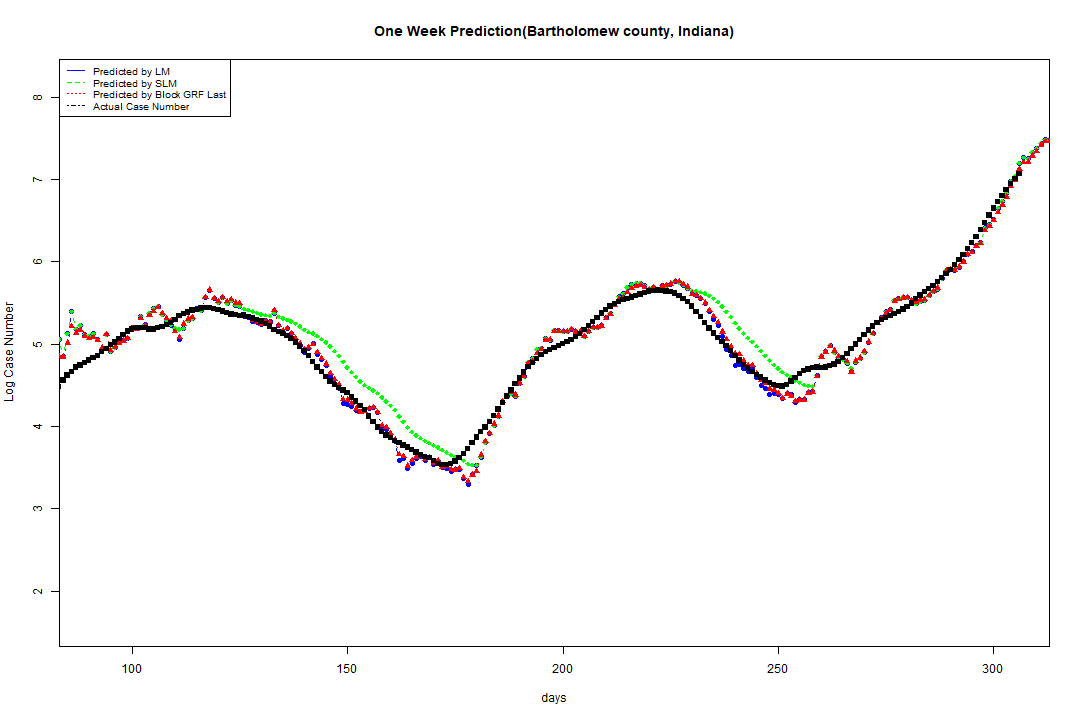 One Week Prediction(Bartholomew county, Indiana)
Predicted by LM
Predicted by SLM
Predicted by Block GRF Last
Actual Case Number
Log Case Number
8
7
6
5
4
3
2
100 150 200 250 300
days